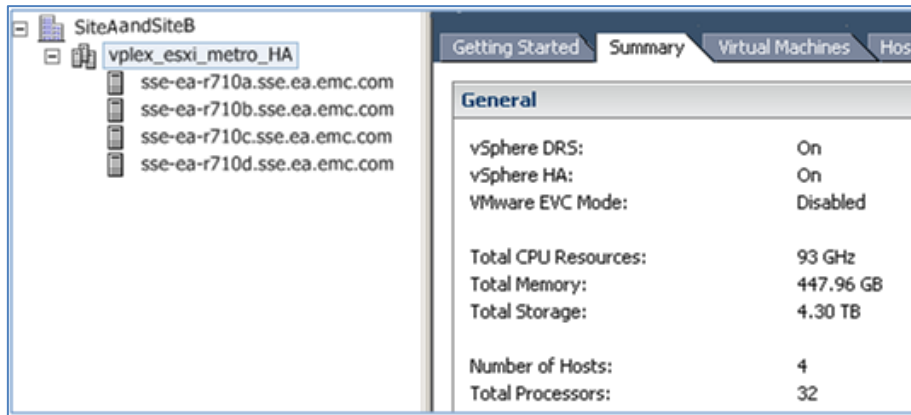 SiteAandSiteB
vplex_esxi_metro_HA
sse-ea-r710a.sse.ea.emc.com
sse-ea-r710b.sse.ea.emc.com
sse-ea-r710c.sse.ea.emc.com
sse-ea-r710d.sse.ea.emc.com
Getting Started Summary Virtual Machines Hos
General
vSphere DRS: On
vSphere HA: On
VMware EVC Mode: Disabled
Total CPU Resources: 93 GHz
Total Memory: 447.96 GB
Total Storage: 4.30 TB
Number of Hosts: 4
Total Processors: 32